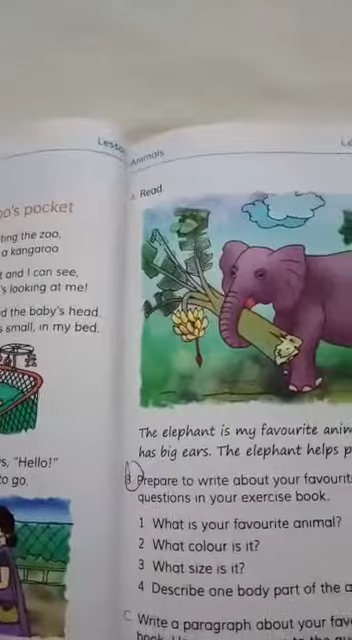 Lesso
oo's pocket
ting the zoo,
a kangaroo
t and I can see,
's looking at me!
d the baby's head.
s small, in my bed.
s, "Hello!"
to go.
Animals
Le
Read
The elephant is my favourite anim
has big ears. The elephant helps p
B Prepare to write about your favourit
questions in your exercise book.
1 What is your favourite animal?
2 What colour is it?
3 What size is it?
4 Describe one body part of the a
C Write a paragraph about your fav